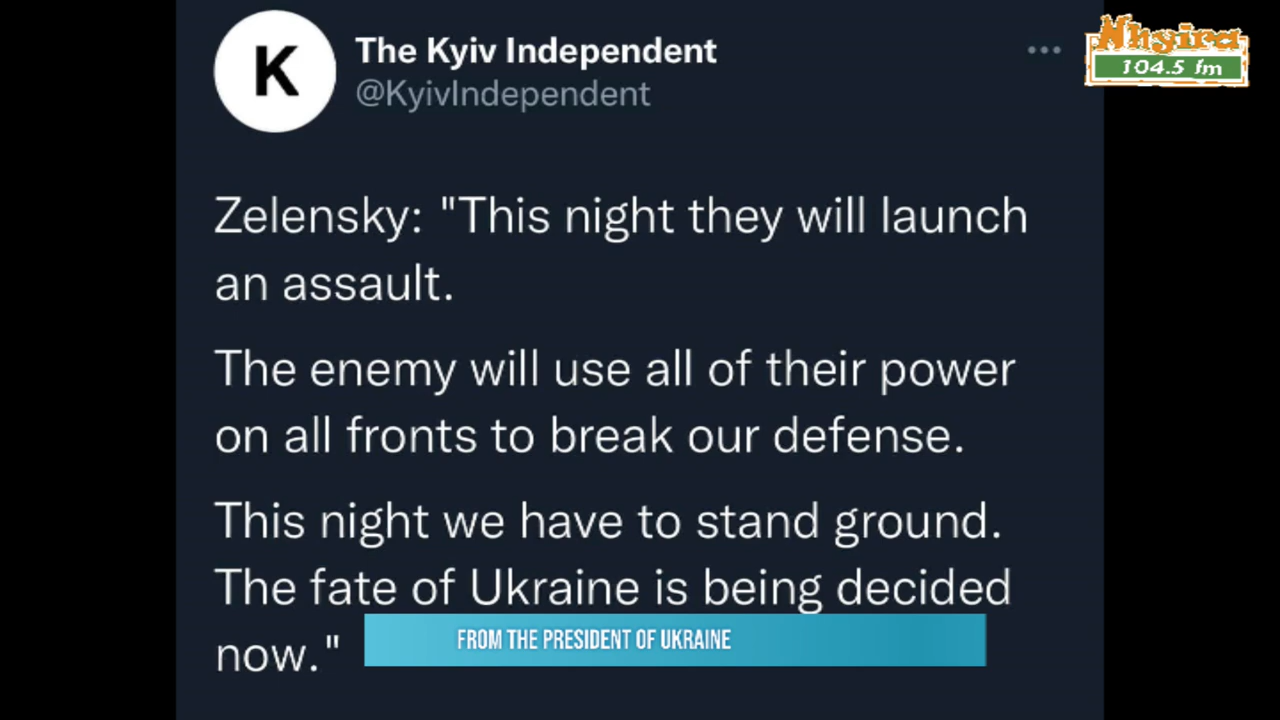 K
The Kyiv Independent
@KyivIndependent
Nhyira
104.5 fm
Zelensky: "This night they will launch
an assault.
The enemy will use all of their power
on all fronts to break our defense.
This night we have to stand ground.
The fate of Ukraine is being decided
now."
FROM THE PRESIDENT OF UKRAINE